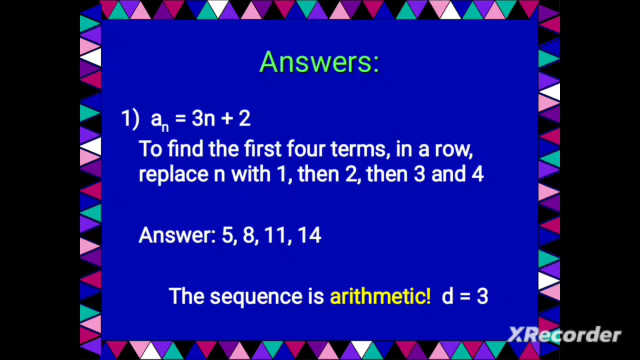 Answers:
1) aₙ = 3n + 2
To find the first four terms, in a row,
replace n with 1, then 2, then 3 and 4
Answer: 5, 8, 11, 14
The sequence is arithmetic! d = 3
XRecorder